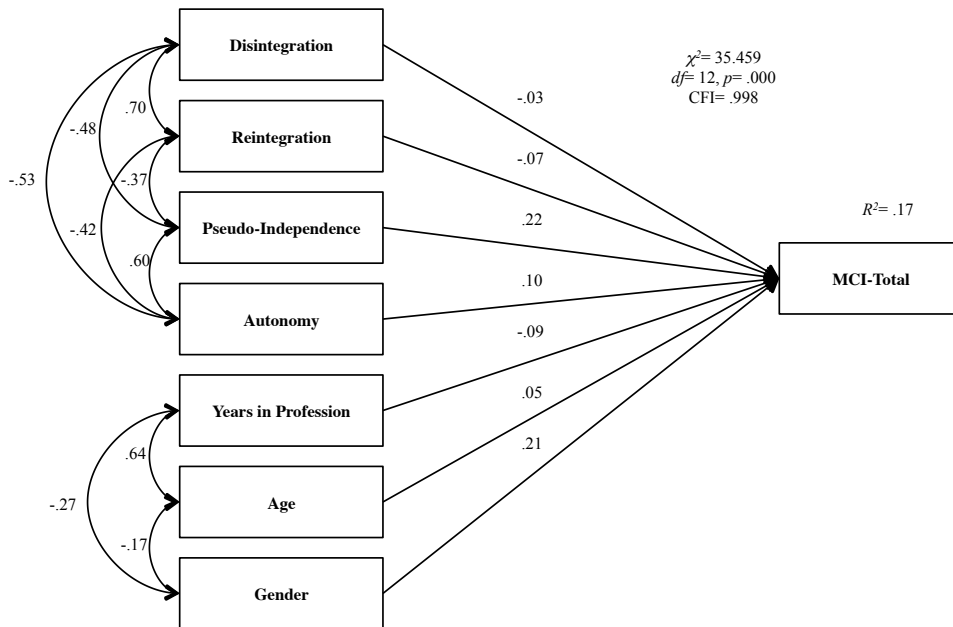 Disintegration
χ²= 35.459
df= 12, p= .000
CFI= .998
-.03
.70
-.48
Reintegration
-.07
-.53
-.37
R²= .17
-.42
Pseudo-Independence
.22
.60
MCI-Total
.10
Autonomy
-.09
Years in Profession
.05
.64
.21
-.27
Age
-.17
Gender